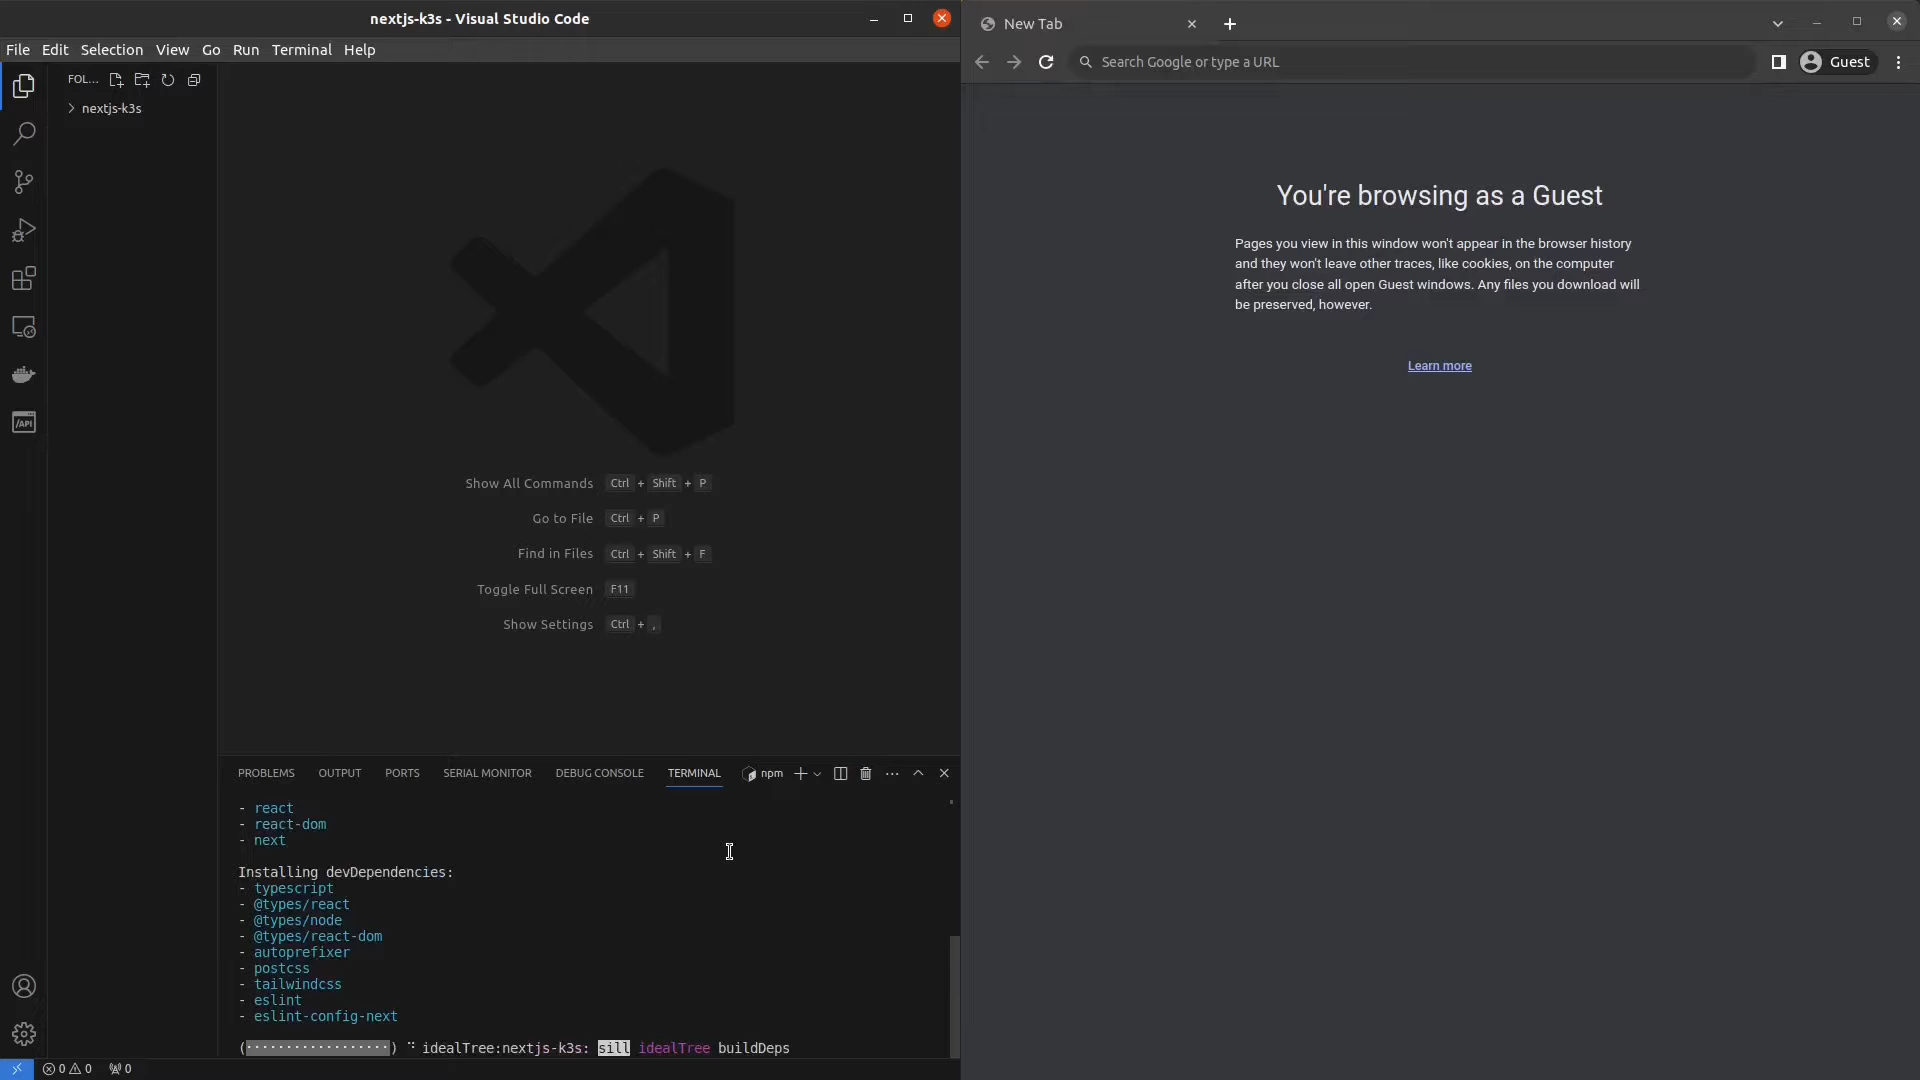 nextjs-k3s - Visual Studio Code
File Edit Selection View Go Run Terminal Help
FOL...
nextjs-k3s
/API
Show All Commands Ctrl + Shift + P
Go to File Ctrl + P
Find in Files Ctrl + Shift + F
Toggle Full Screen F11
Show Settings Ctrl + ,
PROBLEMS OUTPUT PORTS SERIAL MONITOR DEBUG CONSOLE TERMINAL npm
- react
- react-dom
- next
Installing devDependencies:
- typescript
- @types/react
- @types/node
- @types/react-dom
- autoprefixer
- postcss
- tailwindcss
- eslint
- eslint-config-next
(··················) ⠙ idealTree:nextjs-k3s: sill idealTree buildDeps
0 0 0
New Tab
Search Google or type a URL
Guest
You're browsing as a Guest
Pages you view in this window won't appear in the browser history
and they won't leave other traces, like cookies, on the computer
after you close all open Guest windows. Any files you download will
be preserved, however.
Learn more